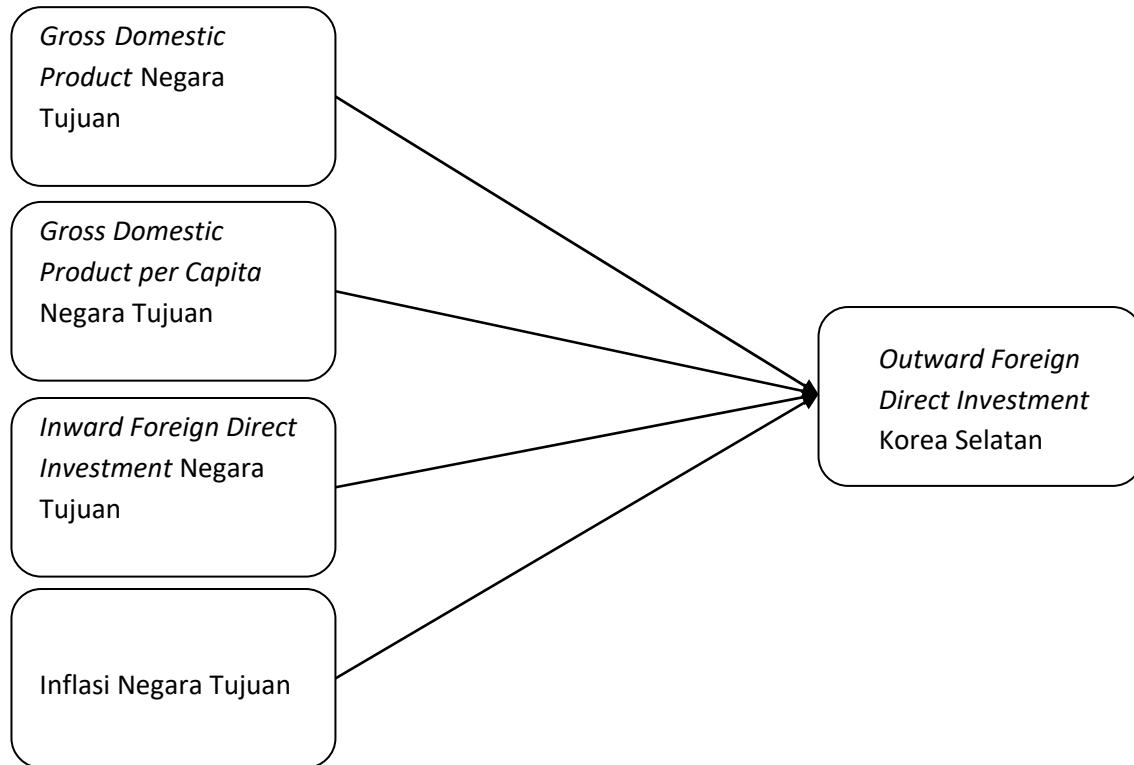 Gross Domestic
Product Negara
Tujuan
Gross Domestic
Product per Capita
Negara Tujuan
Inward Foreign Direct
Investment Negara
Tujuan
Inflasi Negara Tujuan
Outward Foreign
Direct Investment
Korea Selatan